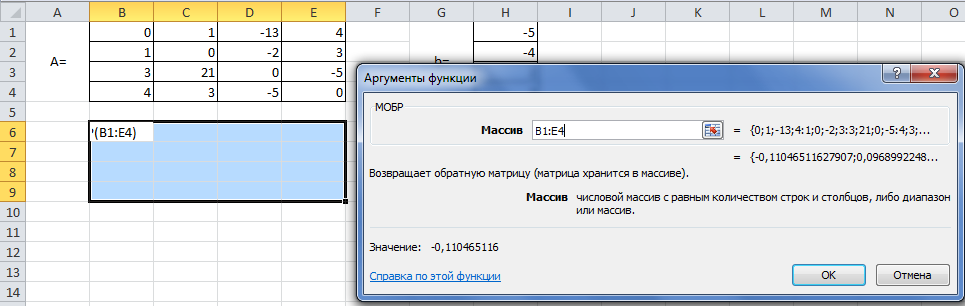 A B C D E F G H I J K L M N O
1 0 1 -13 4 -5
2 A= 1 0 -2 3 -4
3 3 21 0 -5
4 4 3 -5 0
5
6 '(B1:E4)
7
8
9
10
11
12
13
14
Аргументы функции
МОБР
Массив B1:E4 = {0;1;-13;4:1;0;-2;3:3;21;0;-5:4;3;...
= {-0,11046511627907;0,0968992248...
Возвращает обратную матрицу (матрица хранится в массиве).
Массив числовой массив с равным количеством строк и столбцов, либо диапазон
или массив.
Значение: -0,110465116
Справка по этой функции
OK Отмена